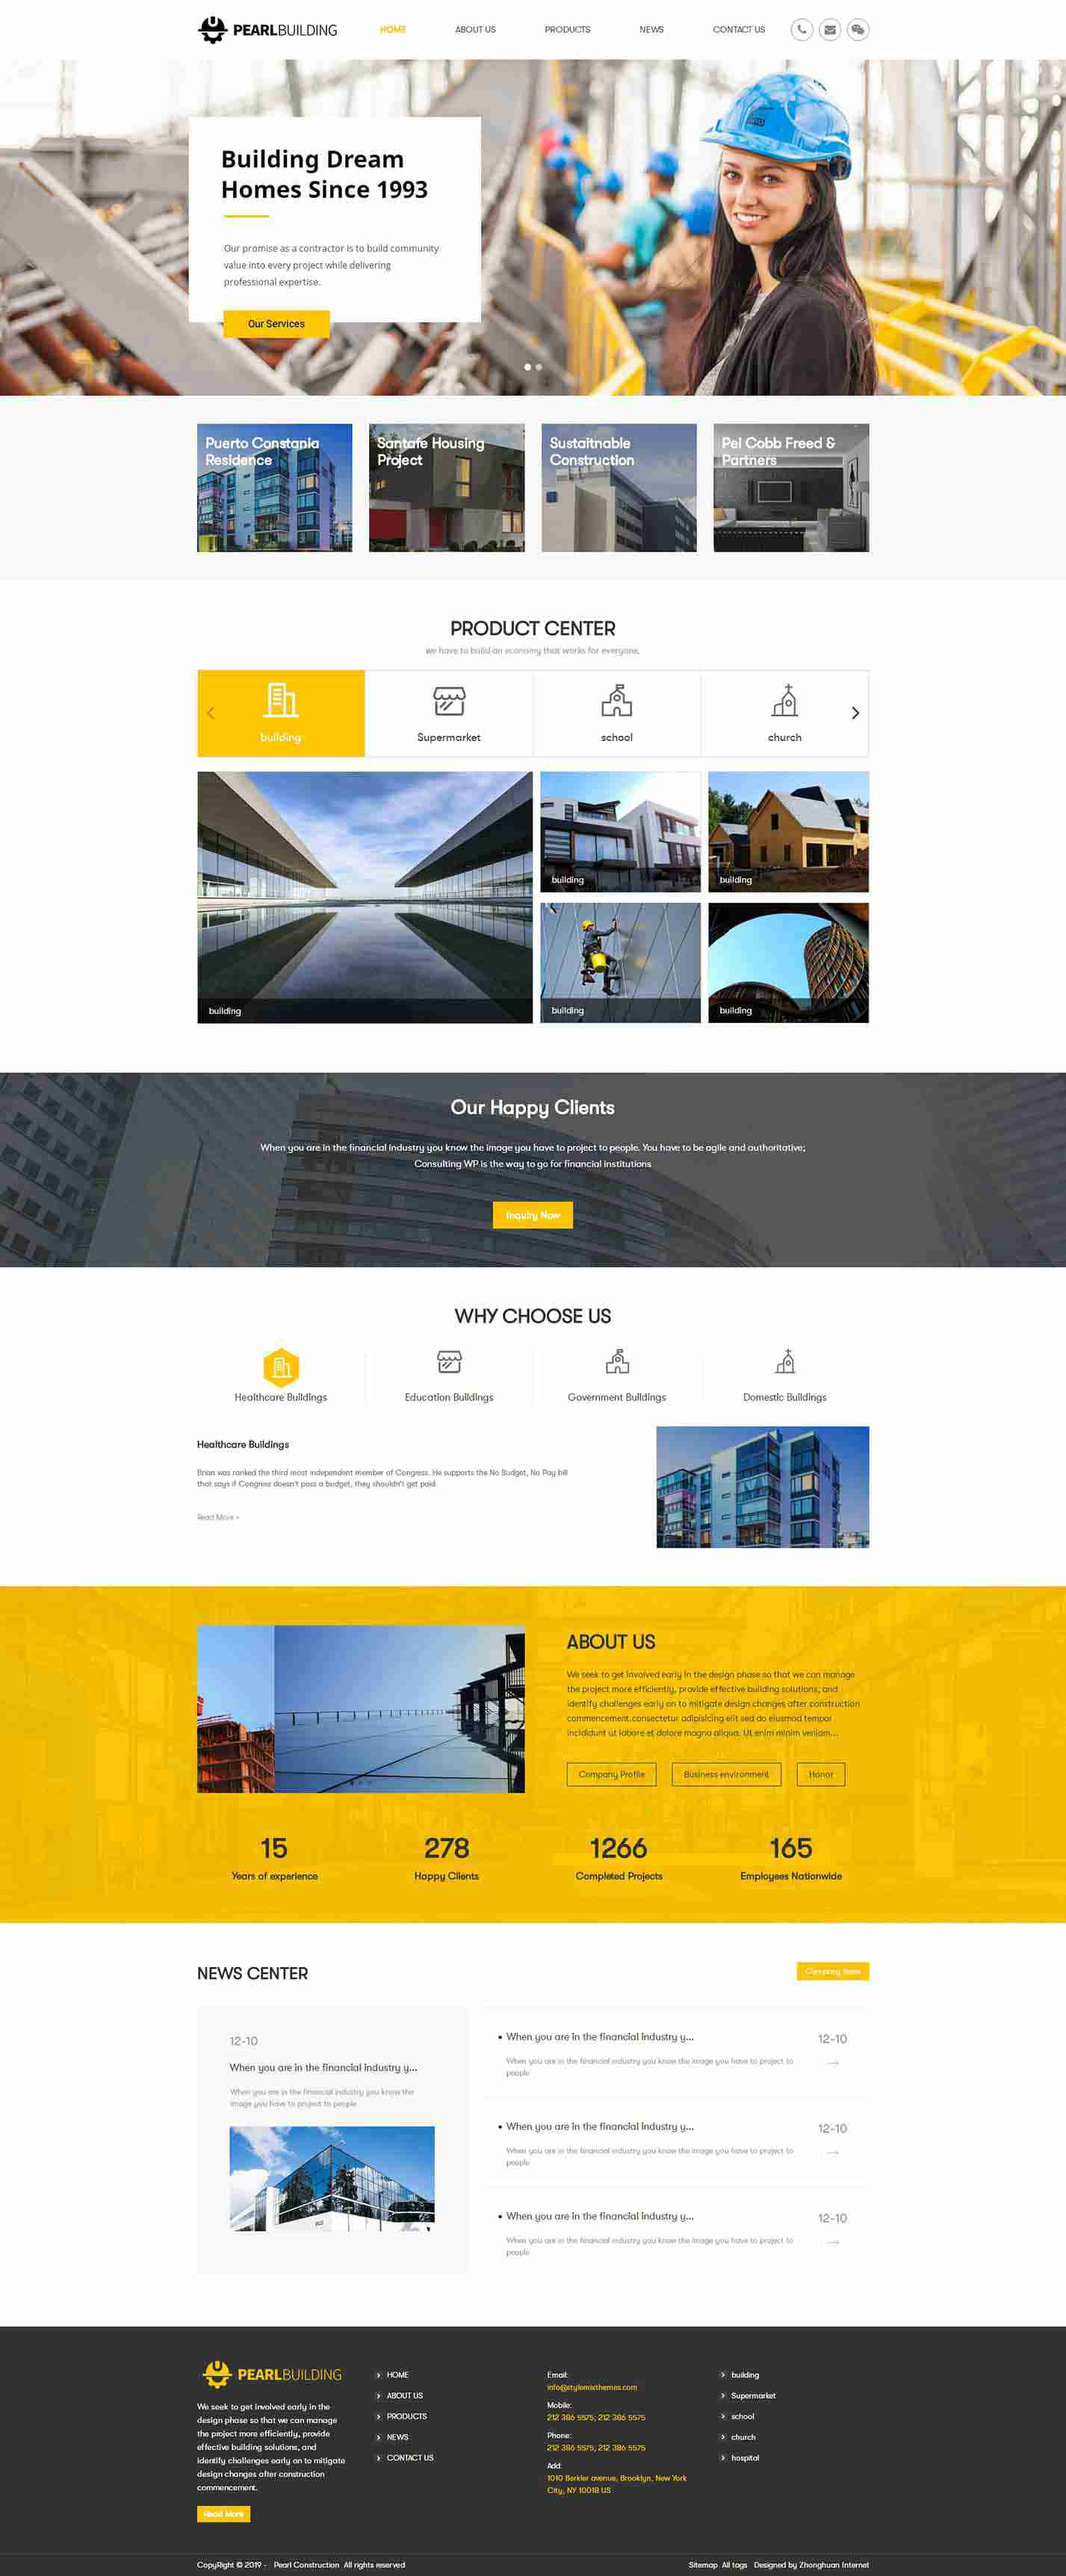 PEARLBUILDING
HOME
ABOUT US
PRODUCTS
NEWS
CONTACT US
Building Dream
Homes Since 1993
Our promise as a contractor is to build community
value into every project while delivering
professional expertise.
Our Services
Puerto Constania
Residence
Santafe Housing
Project
Sustaitnable
Construction
Pei Cobb Freed &
Partners
PRODUCT CENTER
we have to build an economy that works for everyone,
building
Supermarket
school
church
building
building
building
building
building
Our Happy Clients
When you are in the financial industry you know the image you have to project to people. You have to be agile and authoritative;
Consulting WP is the way to go for financial institutions
Inquiry Now
WHY CHOOSE US
Healthcare Buildings
Education Buildings
Government Buildings
Domestic Buildings
Healthcare Buildings
Brian was ranked the third most independent member of Congress. He supports the No Budget, No Pay bill
that says if Congress doesn't pass a budget, they shouldn't get paid
Read More +
ABOUT US
We seek to get involved early in the design phase so that we can manage
the project more efficiently, provide effective building solutions, and
identify challenges early on to mitigate design changes after construction
commencement.consectetur adipisicing elit sed do eiusmod tempor
incididunt ut labore et dolore magna aliqua. Ut enim minim veniam...
Company Profile
Business environment
Honor
15
Years of experience
278
Happy Clients
1266
Completed Projects
165
Employees Nationwide
NEWS CENTER
Company News
12-10
When you are in the financial industry y...
When you are in the financial industry you know the
image you have to project to people
When you are in the financial industry y...
12-10
When you are in the financial industry you know the image you have to project to
people
When you are in the financial industry y...
12-10
When you are in the financial industry you know the image you have to project to
people
When you are in the financial industry y...
12-10
When you are in the financial industry you know the image you have to project to
people
PEARLBUILDING
We seek to get involved early in the
design phase so that we can manage
the project more efficiently, provide
effective building solutions, and
identify challenges early on to mitigate
design changes after construction
commencement.
Read More
HOME
ABOUT US
PRODUCTS
NEWS
CONTACT US
Email:
info@stylemixthemes.com
Mobile:
212 386 5575; 212 386 5575
Phone:
212 386 5575; 212 386 5575
Add:
1010 Berkler avenue, Brooklyn, New York
City, NY 10018 US
building
Supermarket
school
church
hospital
CopyRight © 2019 - Pearl Construction All rights reserved
Sitemap All tags Designed by Zhonghuan Internet